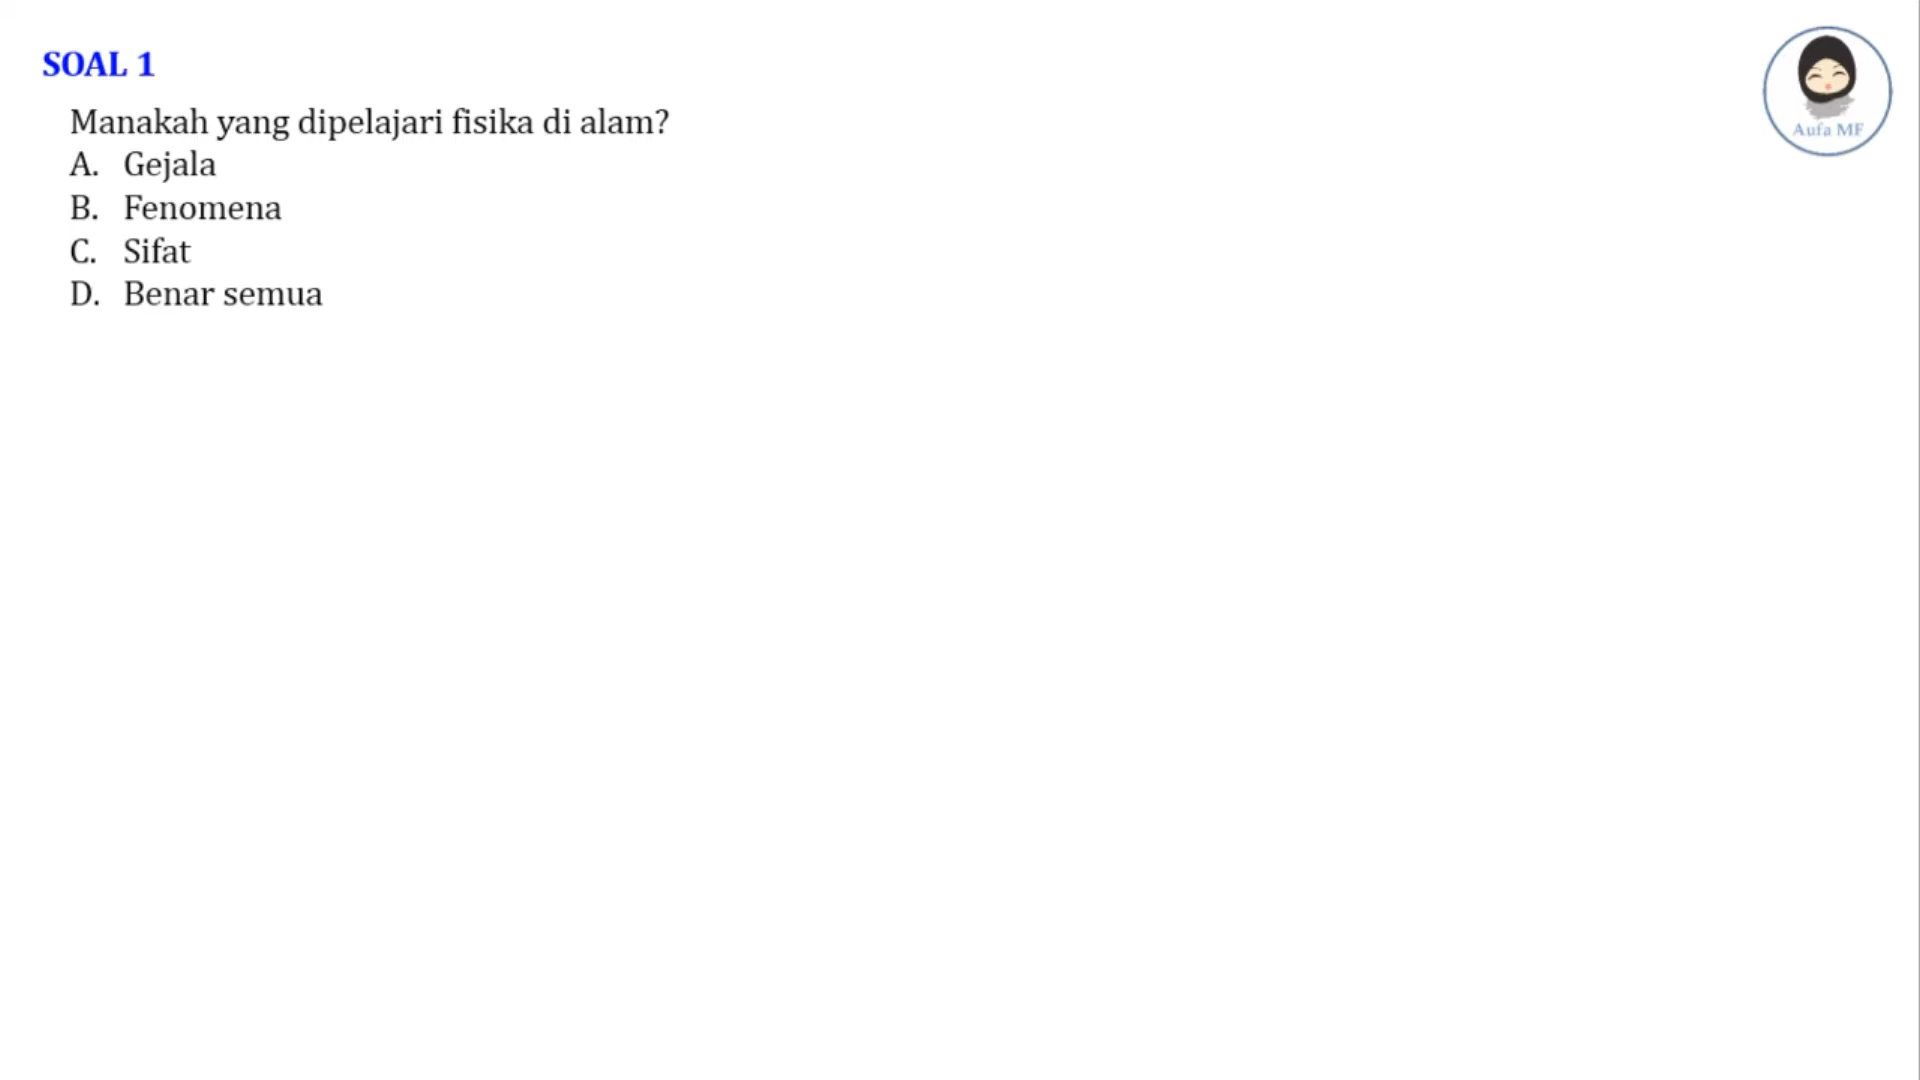 SOAL 1
Manakah yang dipelajari fisika di alam?
A. Gejala
B. Fenomena
C. Sifat
D. Benar semua
Aufa MF